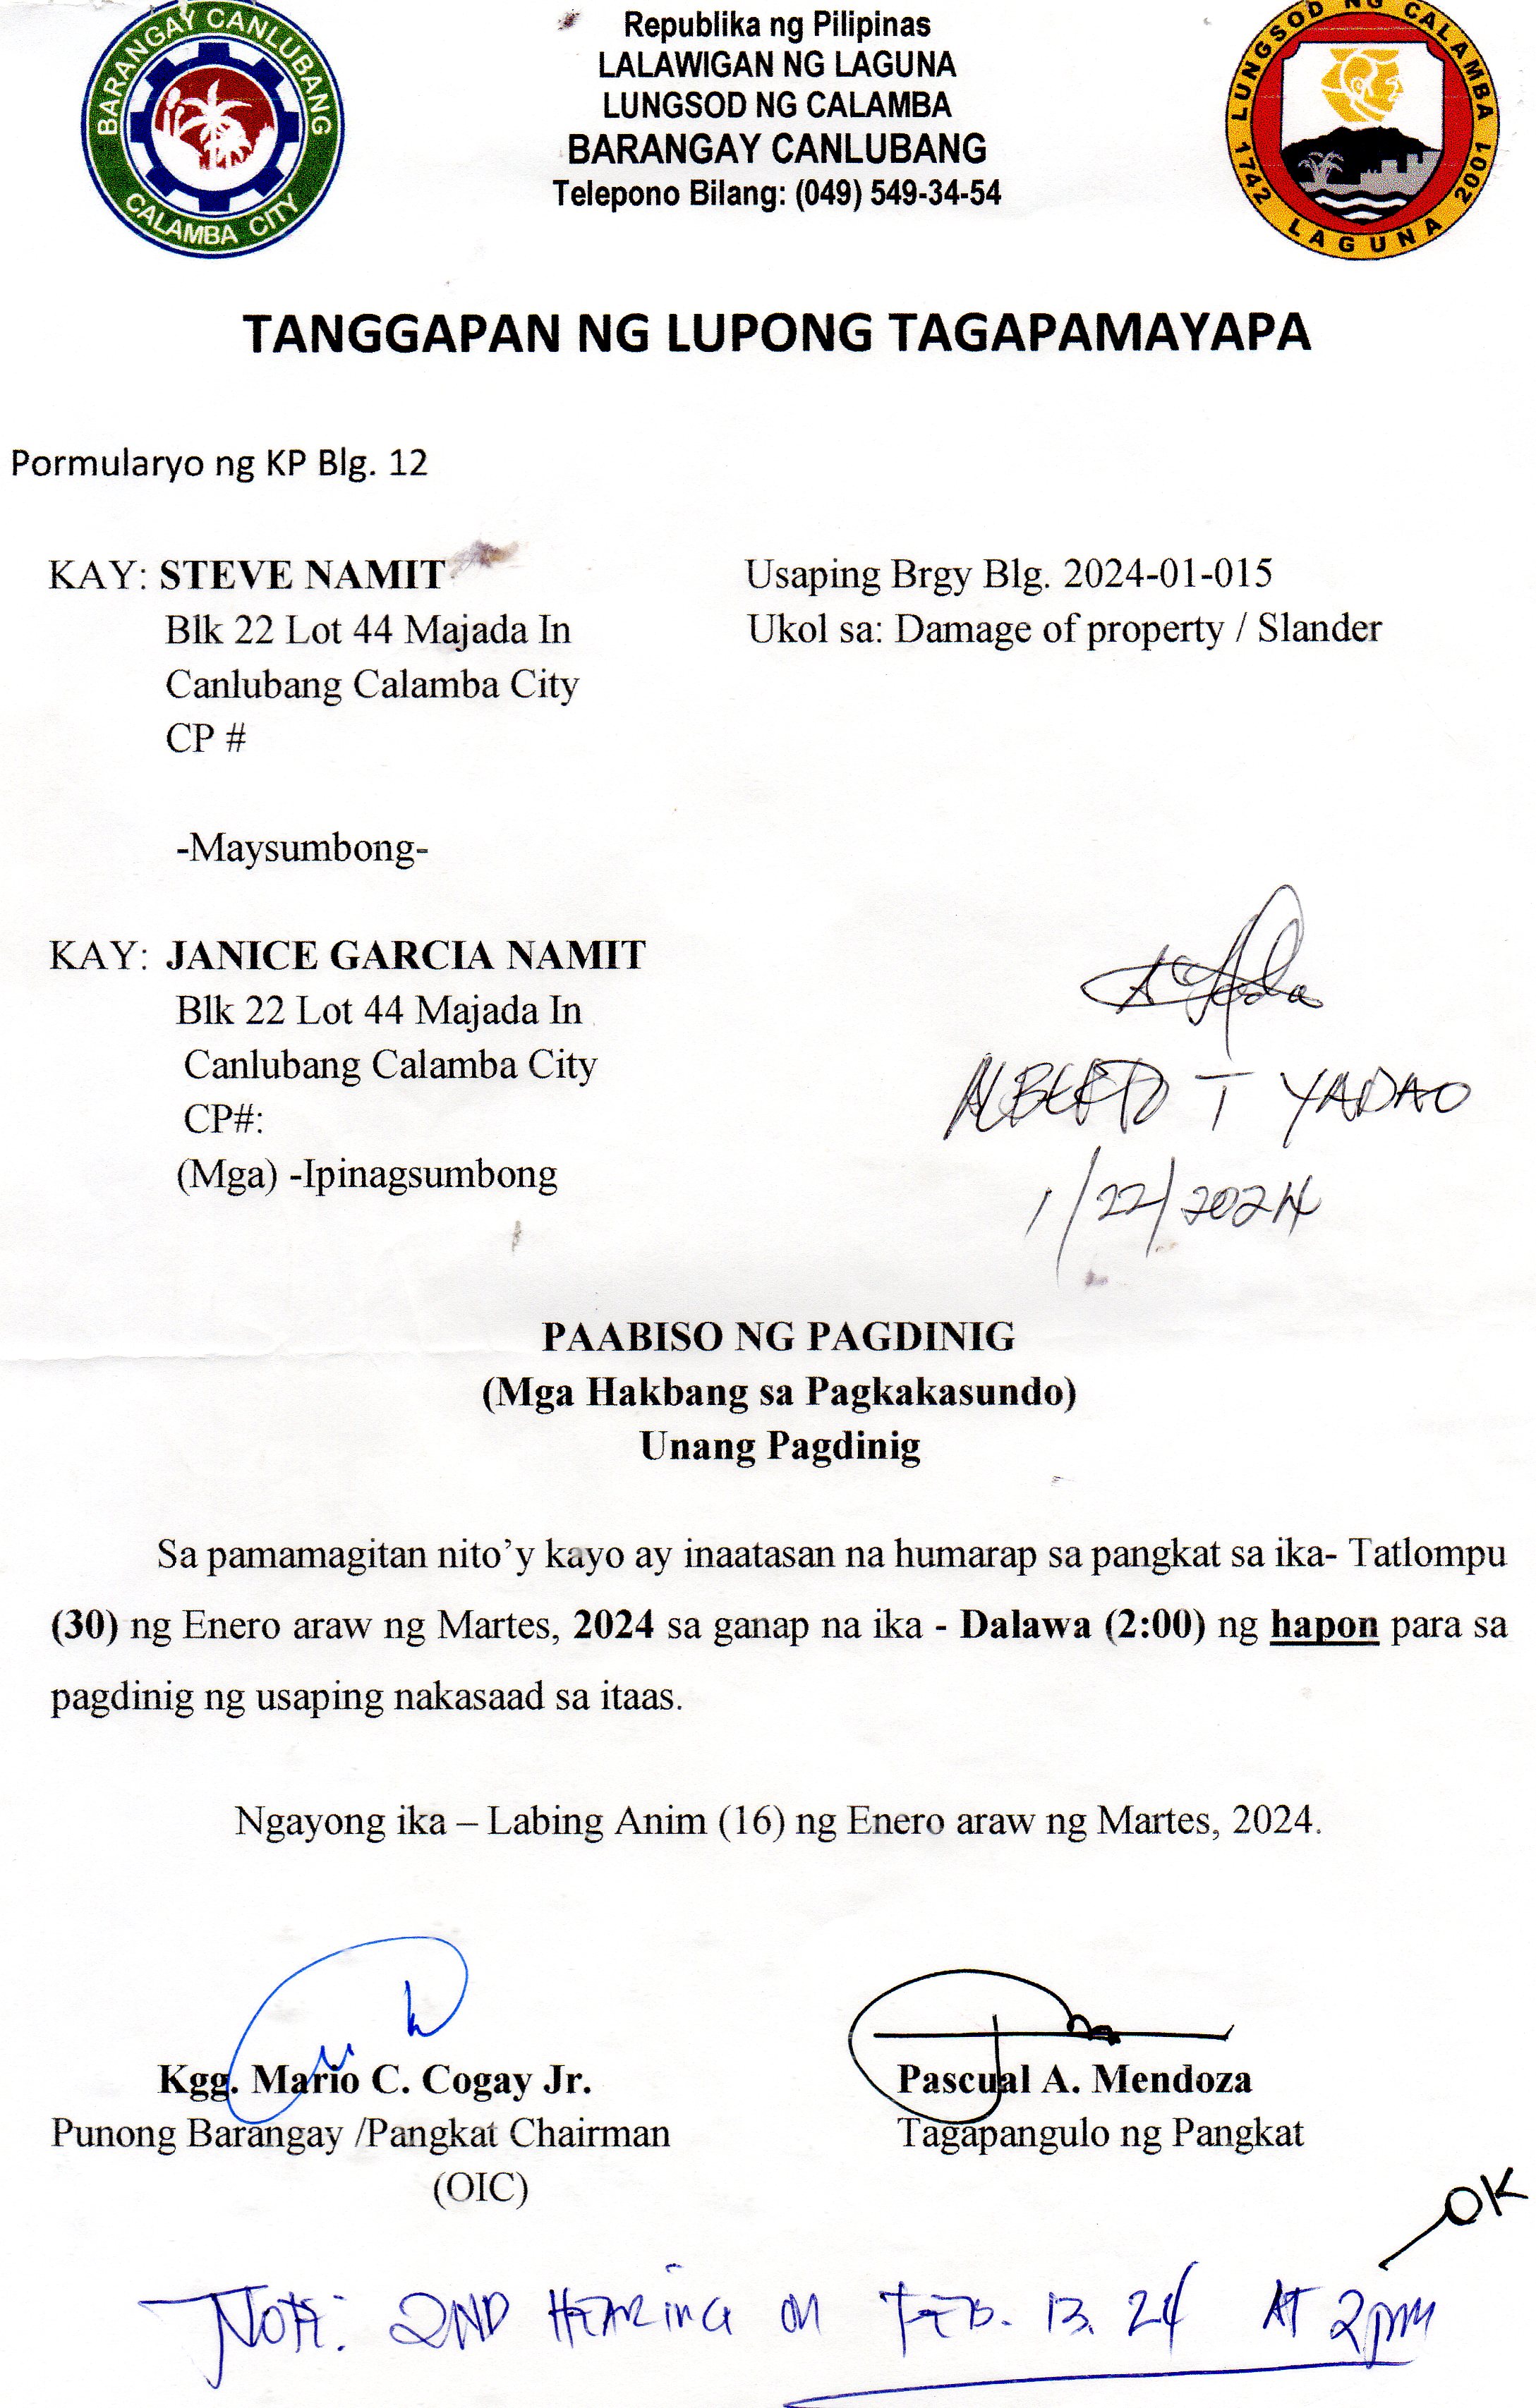 BARANGAY CANLUBANG
CALAMBA CITY
Republika ng Pilipinas
LALAWIGAN NG LAGUNA
LUNGSOD NG CALAMBA
BARANGAY CANLUBANG
Telepono Bilang: (049) 549-34-54
LUNGSOD NG CALAMBA
1742 LAGUNA 2001
TANGGAPAN NG LUPONG TAGAPAMAYAPA
Pormularyo ng KP Blg. 12
KAY: STEVE NAMIT
Usaping Brgy Blg. 2024-01-015
Blk 22 Lot 44 Majada In
Ukol sa: Damage of property / Slander
Canlubang Calamba City
CP #
-Maysumbong-
KAY: JANICE GARCIA NAMIT
Blk 22 Lot 44 Majada In
Canlubang Calamba City
CP#:
(Mga) -Ipinagsumbong
ALBERTO T YADAO
1/22/2024
PAABISO NG PAGDINIG
(Mga Hakbang sa Pagkakasundo)
Unang Pagdinig
Sa pamamagitan nito’y kayo ay inaatasan na humarap sa pangkat sa ika- Tatlompu
(30) ng Enero araw ng Martes, 2024 sa ganap na ika - Dalawa (2:00) ng hapon para sa
pagdinig ng usaping nakasaad sa itaas.
Ngayong ika – Labing Anim (16) ng Enero araw ng Martes, 2024.
Kgg. Mario C. Cogay Jr.
Pascual A. Mendoza
Punong Barangay /Pangkat Chairman
Tagapangulo ng Pangkat
(OIC)
OK
NOTE: 2ND HEARING ON FEB. 13. 24 AT 2pm